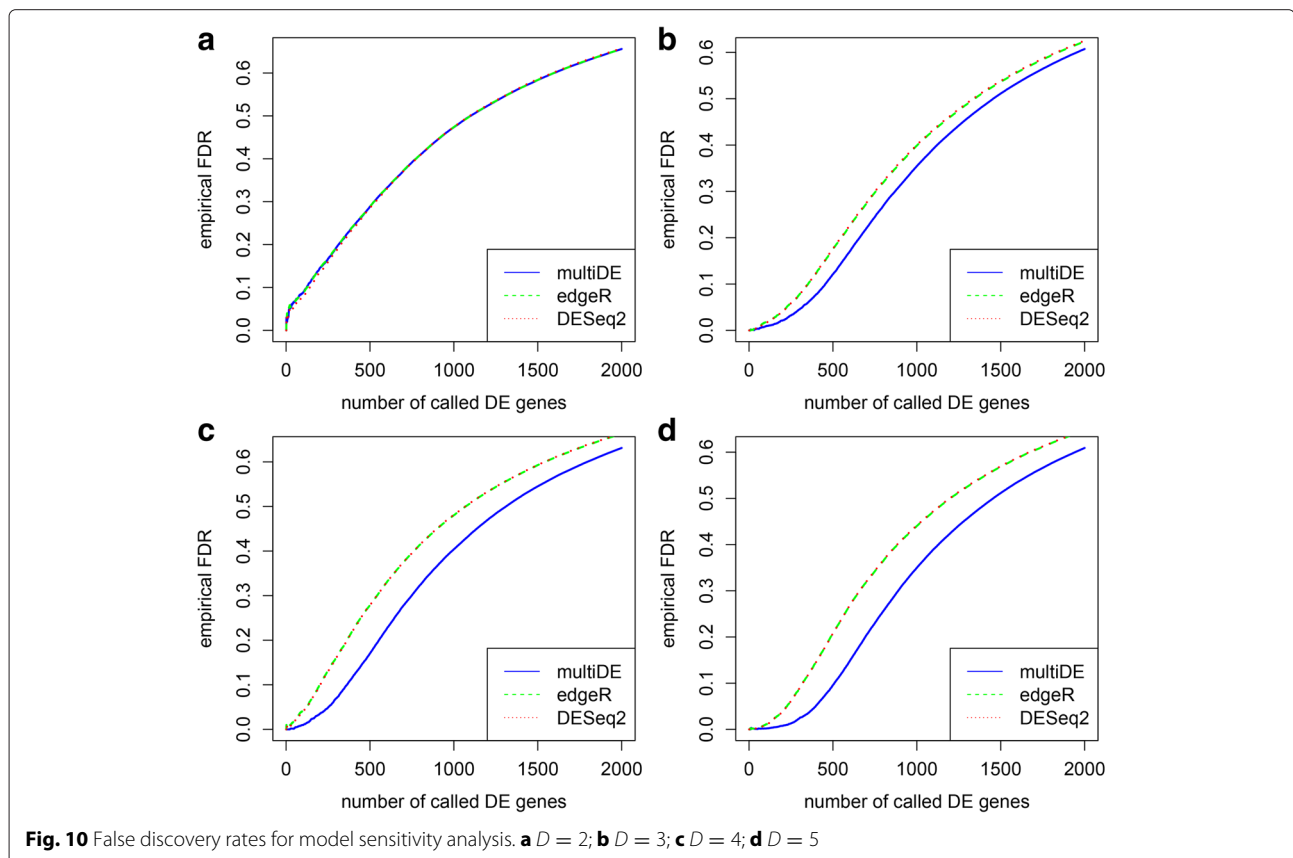 a
empirical FDR
0.0 0.1 0.2 0.3 0.4 0.5 0.6
0 500 1000 1500 2000
number of called DE genes
multiDE
edgeR
DESeq2
b
empirical FDR
0.0 0.1 0.2 0.3 0.4 0.5 0.6
0 500 1000 1500 2000
number of called DE genes
multiDE
edgeR
DESeq2
c
empirical FDR
0.0 0.1 0.2 0.3 0.4 0.5 0.6
0 500 1000 1500 2000
number of called DE genes
multiDE
edgeR
DESeq2
d
empirical FDR
0.0 0.1 0.2 0.3 0.4 0.5 0.6
0 500 1000 1500 2000
number of called DE genes
multiDE
edgeR
DESeq2
Fig. 10 False discovery rates for model sensitivity analysis. a D = 2; b D = 3; c D = 4; d D = 5